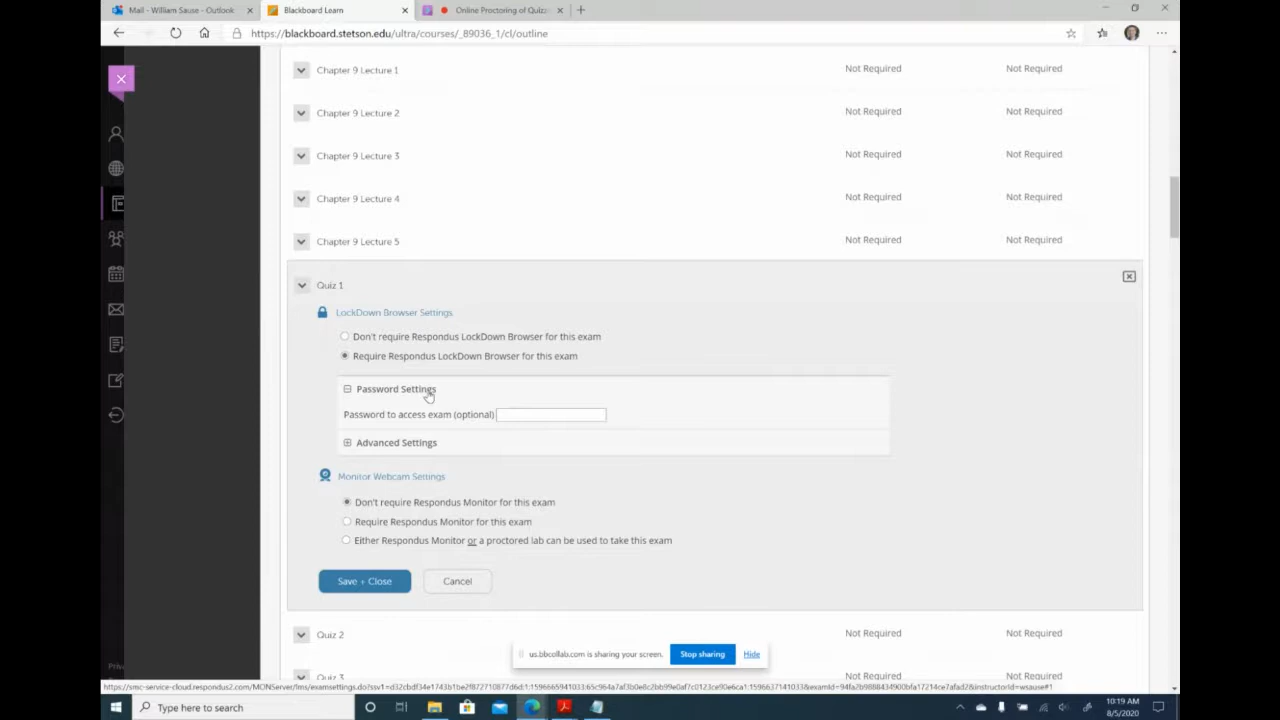 Mail - William Sause - Outlook
Blackboard Learn
Online Proctoring of Quiz
https://blackboard.stetson.edu/ultra/courses/_89036_1/cl/outline
Chapter 9 Lecture 1 Not Required Not Required
Chapter 9 Lecture 2 Not Required Not Required
Chapter 9 Lecture 3 Not Required Not Required
Chapter 9 Lecture 4 Not Required Not Required
Chapter 9 Lecture 5 Not Required Not Required
Quiz 1
LockDown Browser Settings
Don't require Respondus LockDown Browser for this exam
Require Respondus LockDown Browser for this exam
Password Settings
Password to access exam (optional)
Advanced Settings
Monitor Webcam Settings
Don't require Respondus Monitor for this exam
Require Respondus Monitor for this exam
Either Respondus Monitor or a proctored lab can be used to take this exam
Save + Close Cancel
Quiz 2 Not Required Not Required
us.bbcollab.com is sharing your screen. Stop sharing Hide
Priv
Quiz 3 Not Required Not Required
Type here to search
10:19 AM
8/5/2020